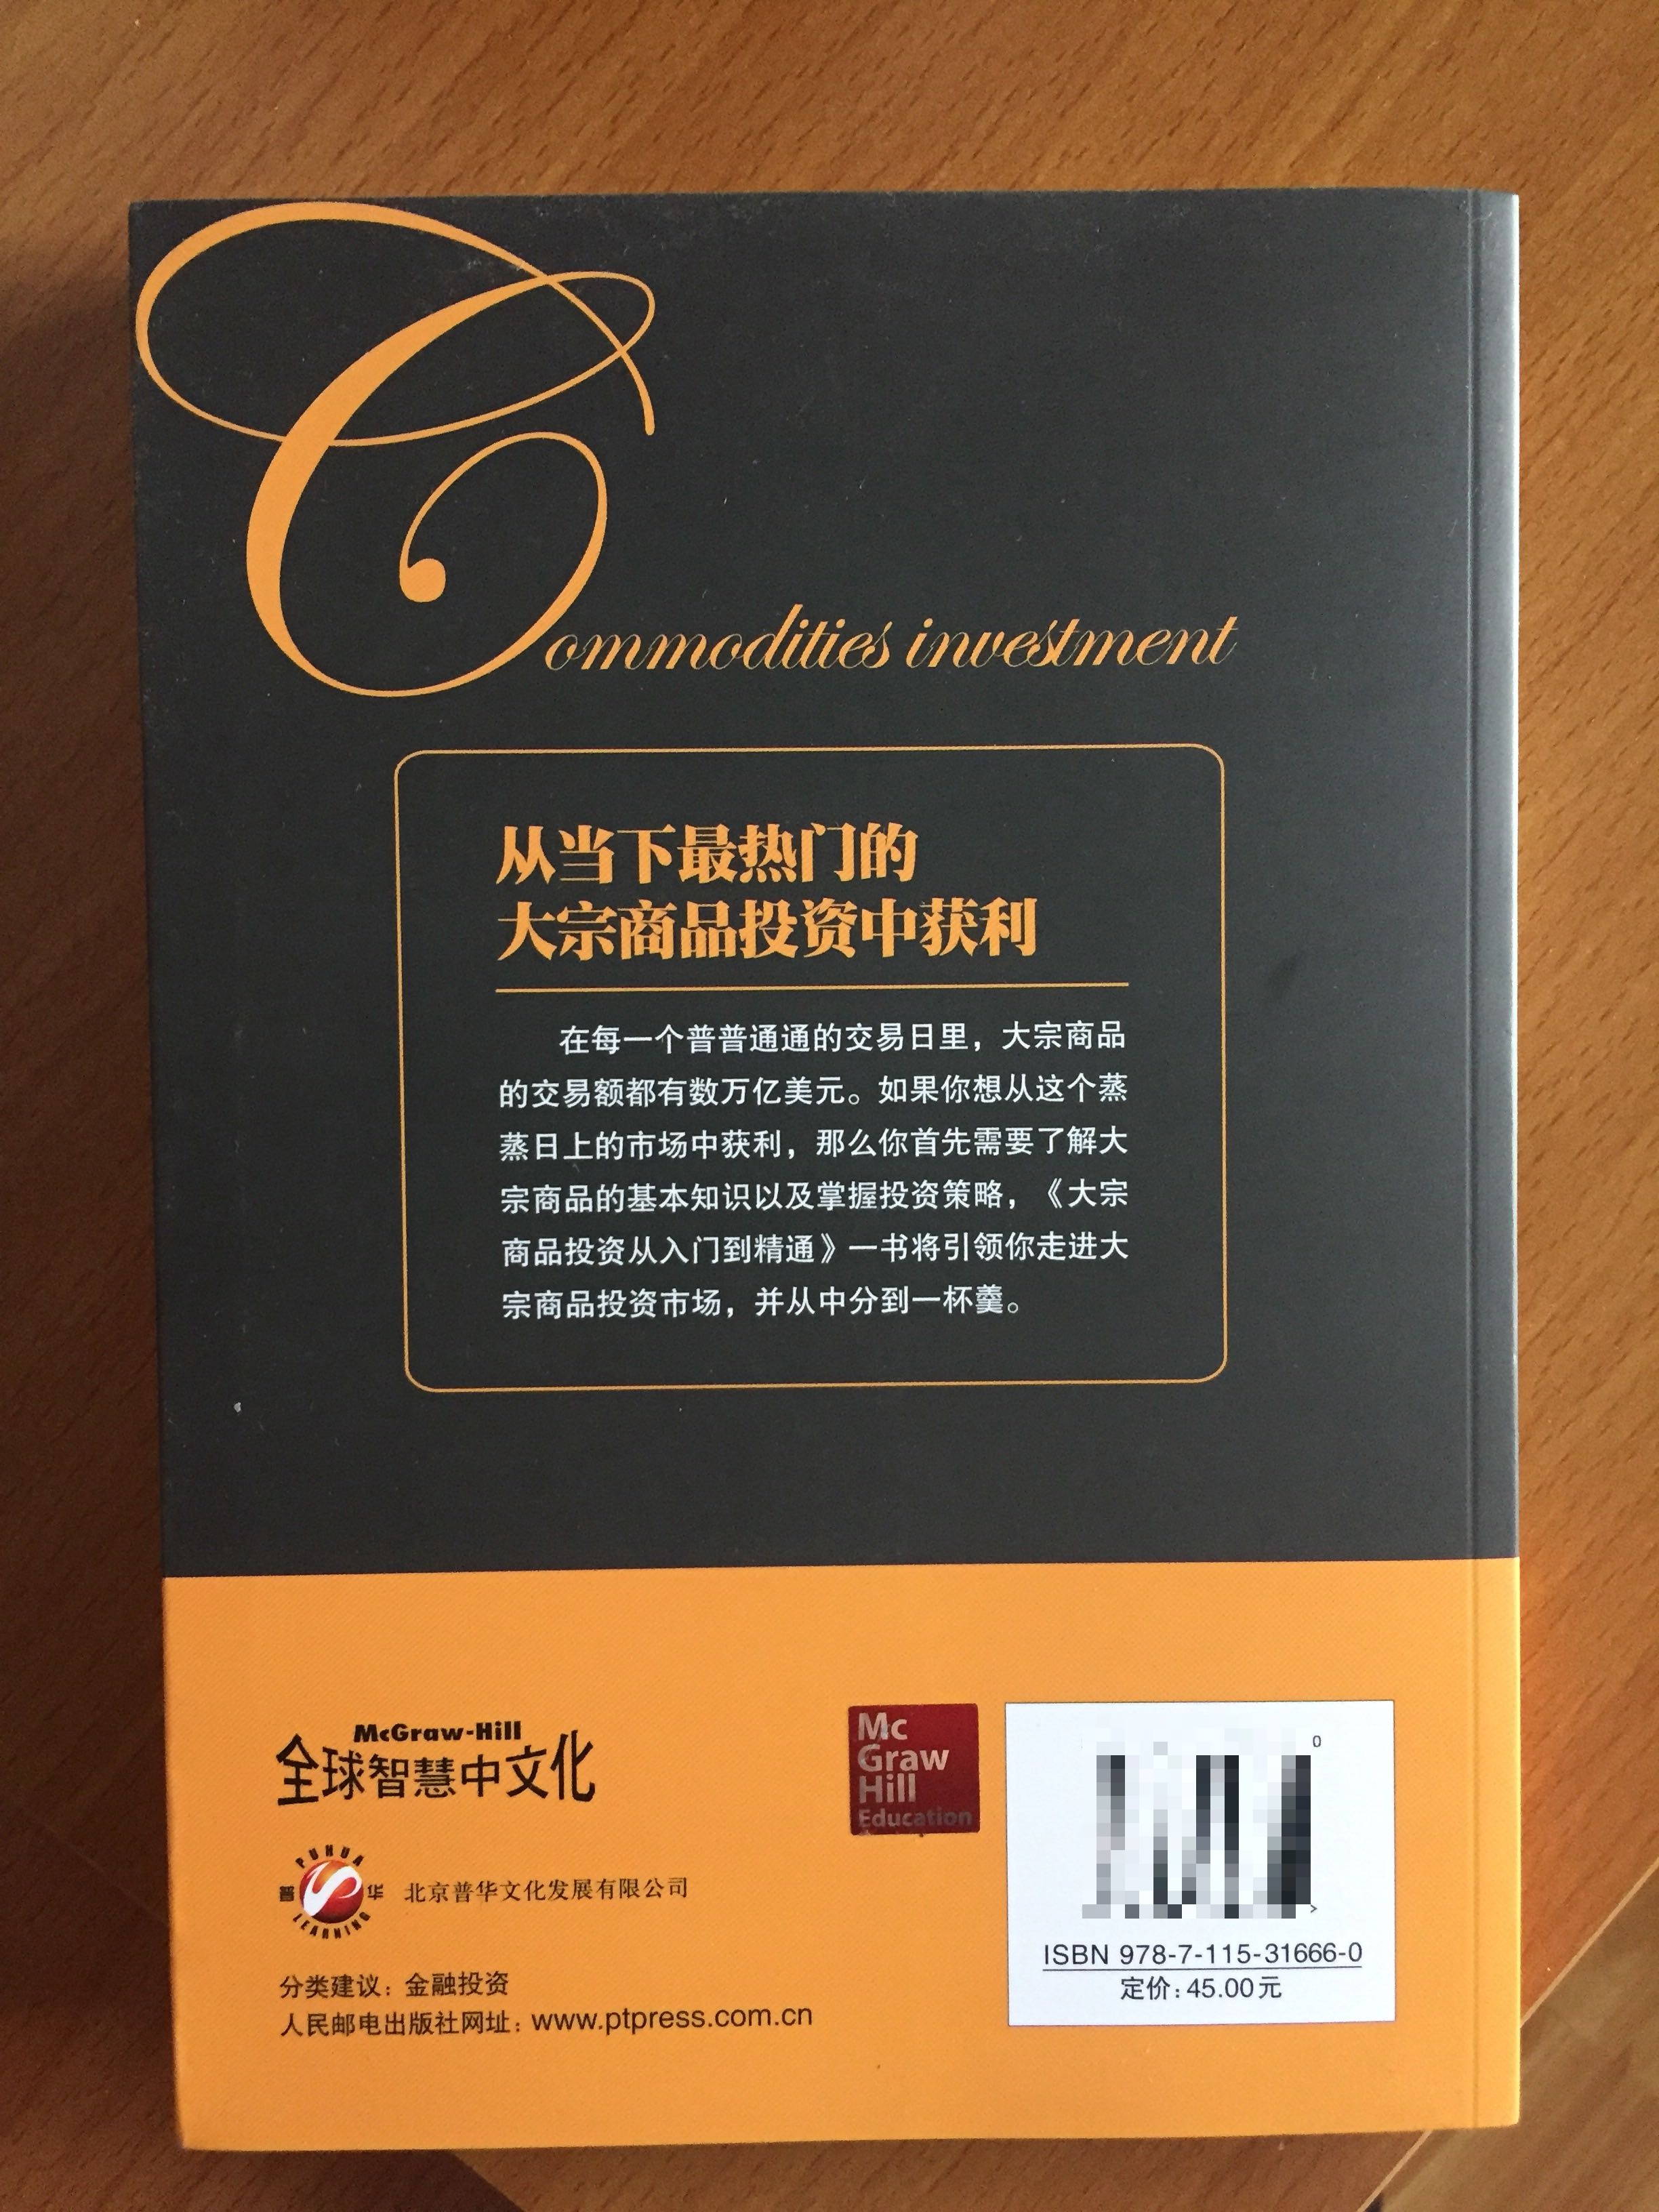 Commodities investment
从当下最热门的
大宗商品投资中获利
在每一个普普通通的交易日里，大宗商品
的交易额都有数万亿美元。如果你想从这个蒸
蒸日上的市场中获利，那么你首先需要了解大
宗商品的基本知识以及掌握投资策略，《大宗
商品投资从入门到精通》一书将引领你走进大
宗商品投资市场，并从中分到一杯羹。
McGraw-Hill
全球智慧中文化
PUHUA
普 华
LEARNING
北京普华文化发展有限公司
分类建议：金融投资
人民邮电出版社网址：www.ptpress.com.cn
Mc
Graw
Hill
Education
0
>
ISBN 978-7-115-31666-0
定价：45.00元